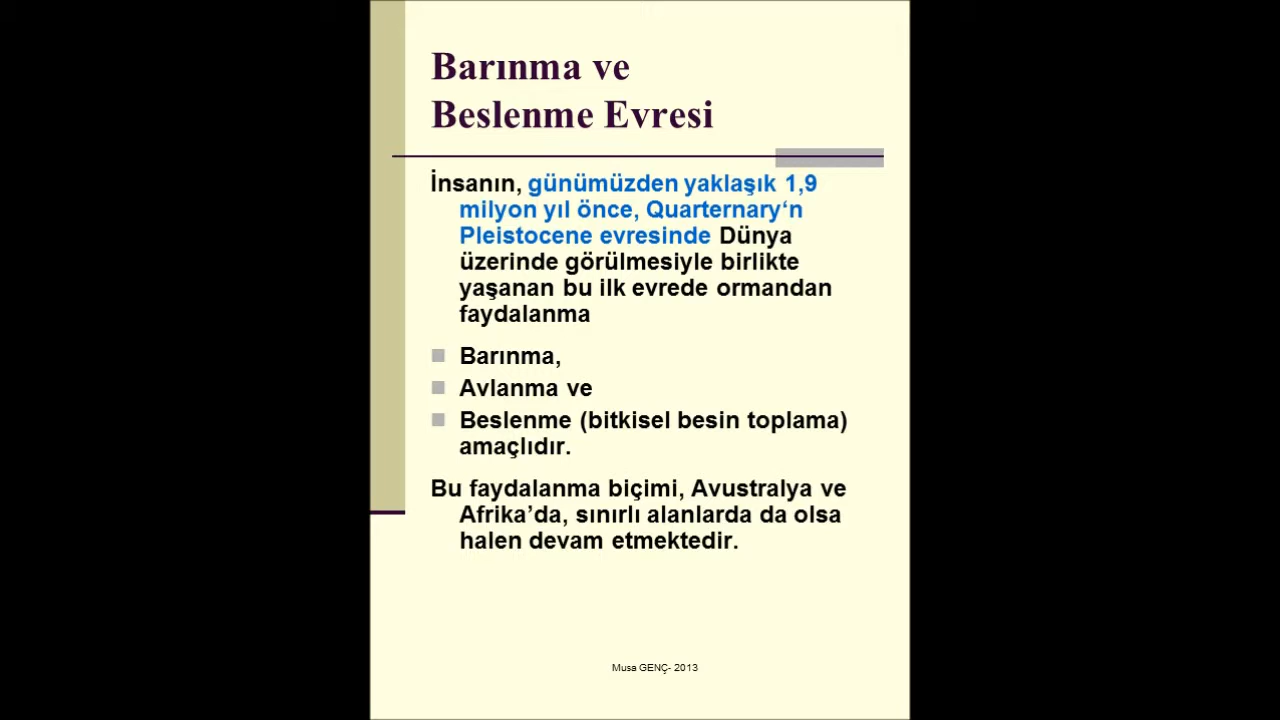 Barınma ve
Beslenme Evresi
İnsanın, günümüzden yaklaşık 1,9
milyon yıl önce, Quarternary‘n
Pleistocene evresinde Dünya
üzerinde görülmesiyle birlikte
yaşanan bu ilk evrede ormandan
faydalanma
Barınma,
Avlanma ve
Beslenme (bitkisel besin toplama)
amaçlıdır.
Bu faydalanma biçimi, Avustralya ve
Afrika’da, sınırlı alanlarda da olsa
halen devam etmektedir.
Musa GENÇ- 2013